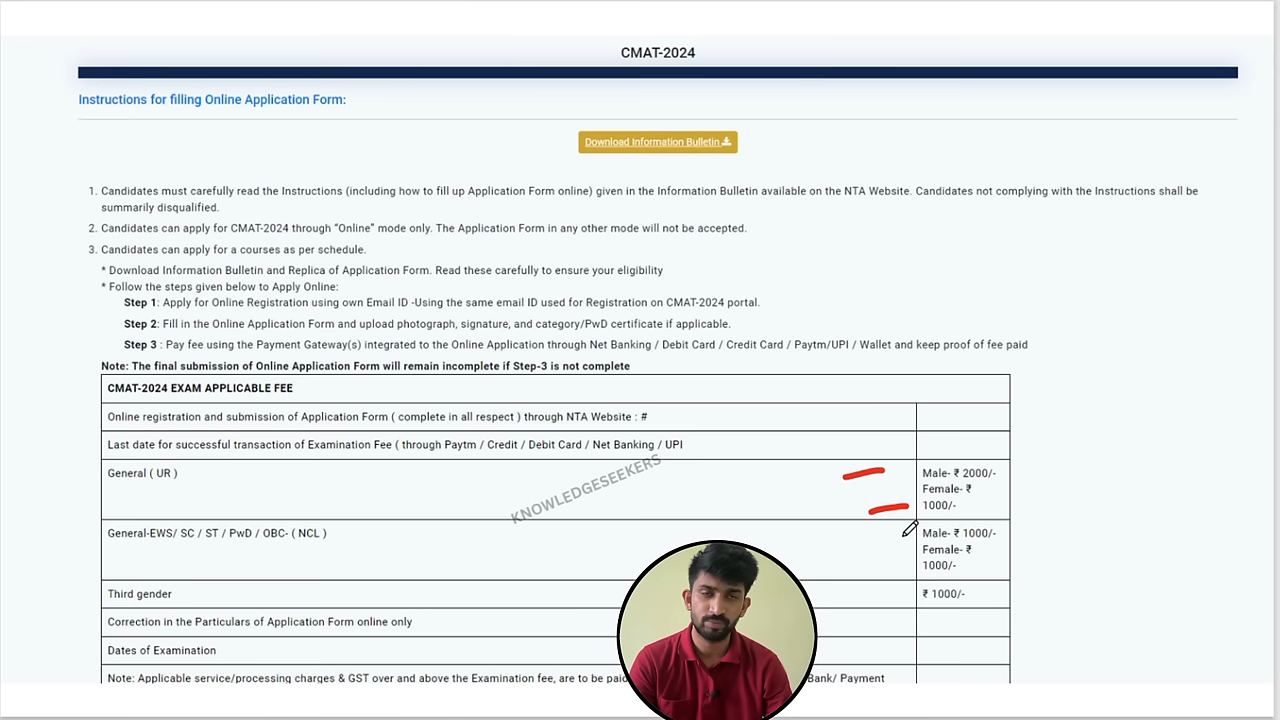 CMAT-2024
Instructions for filling Online Application Form:
Download Information Bulletin
1. Candidates must carefully read the Instructions (including how to fill up Application Form online) given in the Information Bulletin available on the NTA Website. Candidates not complying with the Instructions shall be
summarily disqualified.
2. Candidates can apply for CMAT-2024 through “Online” mode only. The Application Form in any other mode will not be accepted.
3. Candidates can apply for a courses as per schedule.
* Download Information Bulletin and Replica of Application Form. Read these carefully to ensure your eligibility
* Follow the steps given below to Apply Online:
Step 1: Apply for Online Registration using own Email ID -Using the same email ID used for Registration on CMAT-2024 portal.
Step 2: Fill in the Online Application Form and upload photograph, signature, and category/PwD certificate if applicable.
Step 3 : Pay fee using the Payment Gateway(s) integrated to the Online Application through Net Banking / Debit Card / Credit Card / Paytm/UPI / Wallet and keep proof of fee paid
Note: The final submission of Online Application Form will remain incomplete if Step-3 is not complete
CMAT-2024 EXAM APPLICABLE FEE
Online registration and submission of Application Form ( complete in all respect ) through NTA Website : #
Last date for successful transaction of Examination Fee ( through Paytm / Credit / Debit Card / Net Banking / UPI
General ( UR )
Male- ₹ 2000/-
Female- ₹
1000/-
KNOWLEDGESEEKERS
General-EWS/ SC / ST / PwD / OBC- ( NCL )
Male- ₹ 1000/-
Female- ₹
1000/-
Third gender
₹ 1000/-
Correction in the Particulars of Application Form online only
Dates of Examination
Note: Applicable service/processing charges & GST over and above the Examination fee, are to be paid Bank/ Payment